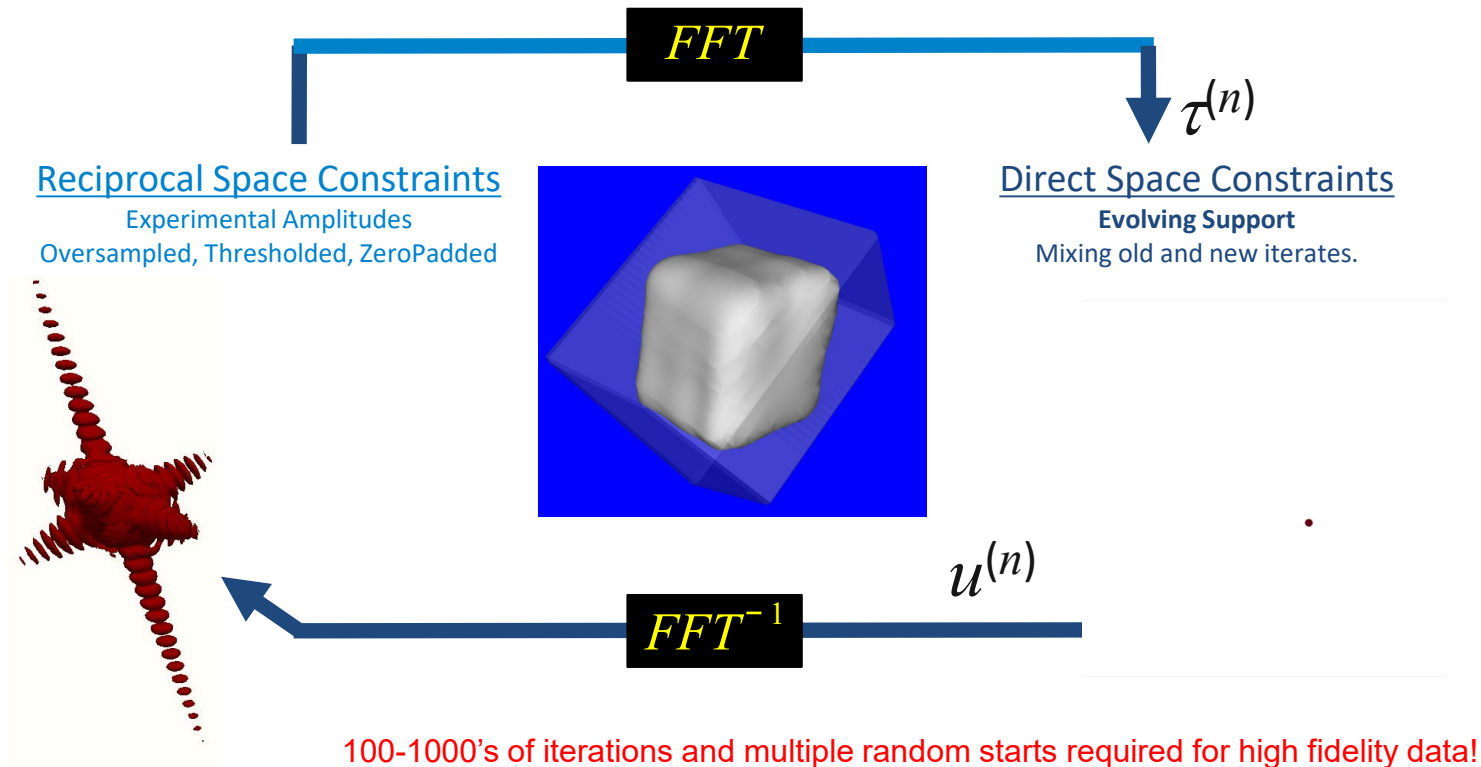 FFT
τ(n)
Reciprocal Space Constraints
Experimental Amplitudes
Oversampled, Thresholded, ZeroPadded
Direct Space Constraints
Evolving Support
Mixing old and new iterates.
u(n)
FFT⁻¹
100-1000's of iterations and multiple random starts required for high fidelity data!